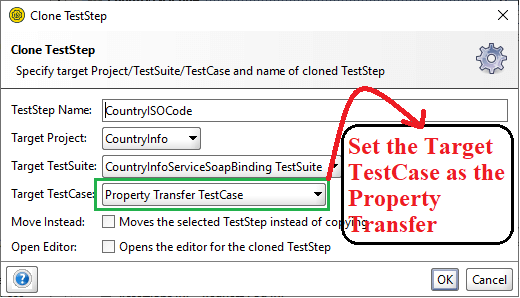 Clone TestStep
Clone TestStep
Specify target Project/TestSuite/TestCase and name of cloned TestStep
TestStep Name: CountryISOCode
Target Project: CountryInfo
Target TestSuite: CountryInfoServiceSoapBinding TestSuite
Target TestCase: Property Transfer TestCase
Move Instead: Moves the selected TestStep instead of copying
Open Editor: Opens the editor for the cloned TestStep
Set the Target
TestCase as the
Property
Transfer
OK Cancel